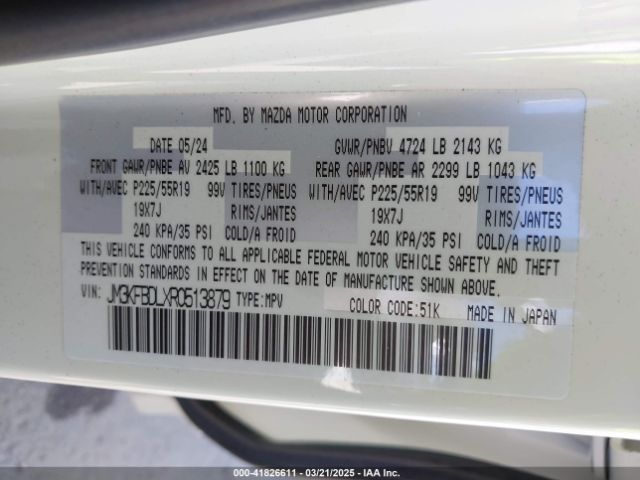 MFD. BY MAZDA MOTOR CORPORATION
DATE 05/24 GVWR/PNBV 4724 LB 2143 KG
FRONT GAWR/PNBE AV 2425 LB 1100 KG REAR GAWR/PNBE AR 2299 LB 1043 KG
WITH/AVEC P225/55R19 99V TIRES/PNEUS WITH/AVEC P225/55R19 99V TIRES/PNEUS
19X7J RIMS/JANTES 19X7J RIMS/JANTES
240 KPA/35 PSI COLD/A FROID 240 KPA/35 PSI COLD/A FROID
THIS VEHICLE CONFORMS TO ALL APPLICABLE FEDERAL MOTOR VEHICLE SAFETY AND THEFT
PREVENTION STANDARDS IN EFFECT ON THE DATE OF MANUFACTURE SHOWN ABOVE.
VIN: JM3KFBDLXR0513879 TYPE:MPV COLOR CODE:51K MADE IN JAPAN
000-41826611 - 03/21/2025 - IAA Inc.